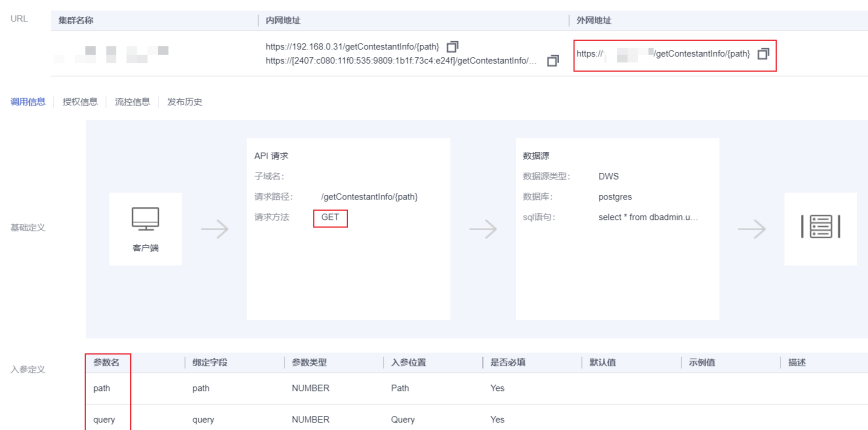 URL
集群名称 内网地址 外网地址
https://192.168.0.31/getContestantInfo/{path}
https://[2407:c080:11f0:535:9809:1b1f:73c4:e24f]/getContestantInfo/...
https:// /getContestantInfo/{path}
调用信息 授权信息 流控信息 发布历史
基础定义
客户端
API 请求
子域名：
请求路径： /getContestantInfo/{path}
请求方法 GET
数据源
数据源类型： DWS
数据库： postgres
sql语句： select * from dbadmin.u...
入参定义
参数名 绑定字段 参数类型 入参位置 是否必填 默认值 示例值 描述
path path NUMBER Path Yes
query query NUMBER Query Yes